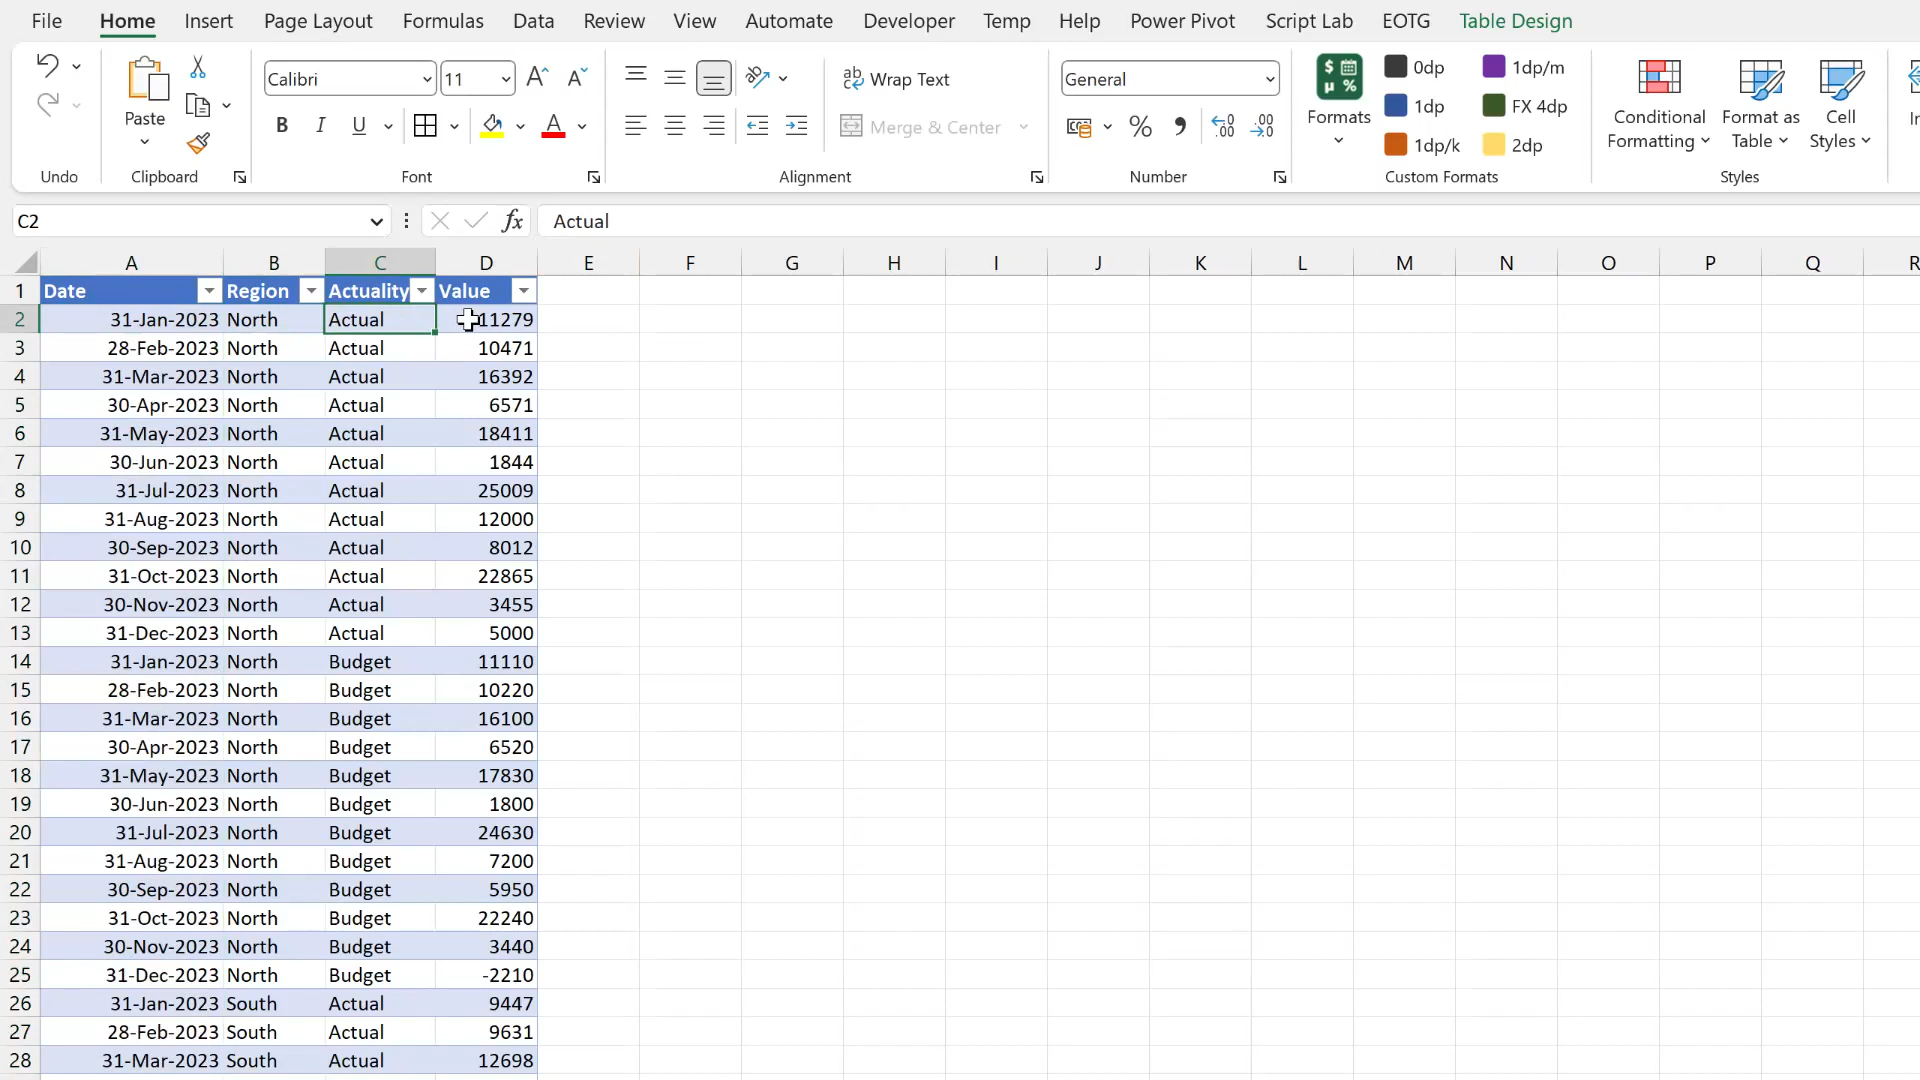 File Home Insert Page Layout Formulas Data Review View Automate Developer Temp Help Power Pivot Script Lab EOTG Table Design
Calibri 11 Wrap Text General 0dp 1dp/m
Paste B I U Merge & Center % 1dp FX 4dp
Formats 1dp/k 2dp
Conditional Formatting Format as Table Cell Styles
Undo Clipboard Font Alignment Number Custom Formats Styles
C2 fx Actual
A B C D E F G H I J K L M N O P Q R
1 Date Region Actuality Value
2 31-Jan-2023 North Actual 11279
3 28-Feb-2023 North Actual 10471
4 31-Mar-2023 North Actual 16392
5 30-Apr-2023 North Actual 6571
6 31-May-2023 North Actual 18411
7 30-Jun-2023 North Actual 1844
8 31-Jul-2023 North Actual 25009
9 31-Aug-2023 North Actual 12000
10 30-Sep-2023 North Actual 8012
11 31-Oct-2023 North Actual 22865
12 30-Nov-2023 North Actual 3455
13 31-Dec-2023 North Actual 5000
14 31-Jan-2023 North Budget 11110
15 28-Feb-2023 North Budget 10220
16 31-Mar-2023 North Budget 16100
17 30-Apr-2023 North Budget 6520
18 31-May-2023 North Budget 17830
19 30-Jun-2023 North Budget 1800
20 31-Jul-2023 North Budget 24630
21 31-Aug-2023 North Budget 7200
22 30-Sep-2023 North Budget 5950
23 31-Oct-2023 North Budget 22240
24 30-Nov-2023 North Budget 3440
25 31-Dec-2023 North Budget -2210
26 31-Jan-2023 South Actual 9447
27 28-Feb-2023 South Actual 9631
28 31-Mar-2023 South Actual 12698